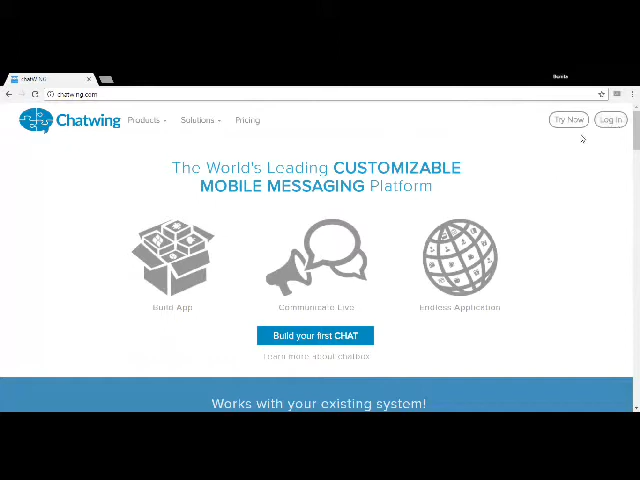 chatWING
chatwing.com
Chatwing
Products
Solutions
Pricing
Try Now
Log In
The World's Leading CUSTOMIZABLE
MOBILE MESSAGING Platform
Build App
Communicate Live
Endless Application
Build your first CHAT
Learn more about chatbox
Works with your existing system!